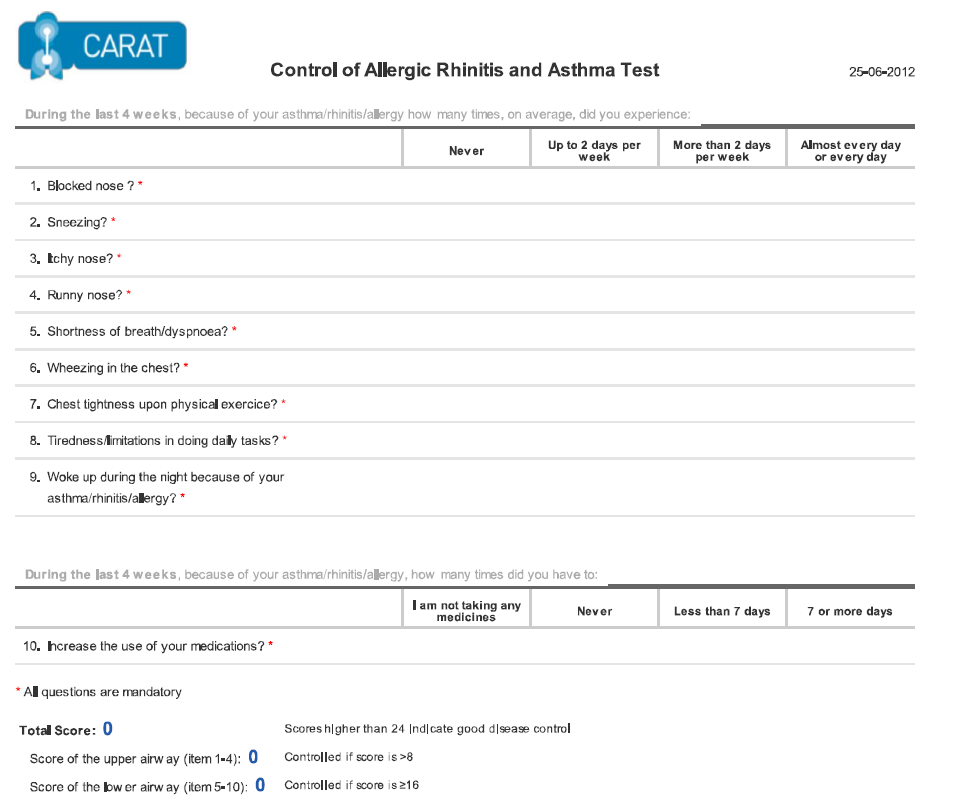 CARAT
Control of Allergic Rhinitis and Asthma Test
25-06-2012
During the last 4 weeks, because of your asthma/rhinitis/allergy how many times, on average, did you experience:
Never
Up to 2 days per week
More than 2 days per week
Almost every day or every day
1. Blocked nose ? *
2. Sneezing? *
3. Itchy nose? *
4. Runny nose? *
5. Shortness of breath/dyspnoea? *
6. Wheezing in the chest? *
7. Chest tightness upon physical exercice? *
8. Tiredness/limitations in doing daily tasks? *
9. Woke up during the night because of your
asthma/rhinitis/allergy? *
During the last 4 weeks, because of your asthma/rhinitis/allergy, how many times did you have to:
I am not taking any medicines
Never
Less than 7 days
7 or more days
10. Increase the use of your medications? *
* All questions are mandatory
Total Score: 0
Scores higher than 24 indicate good disease control
Score of the upper airway (item 1-4): 0
Controlled if score is >8
Score of the lower airway (item 5-10): 0
Controlled if score is ≥16